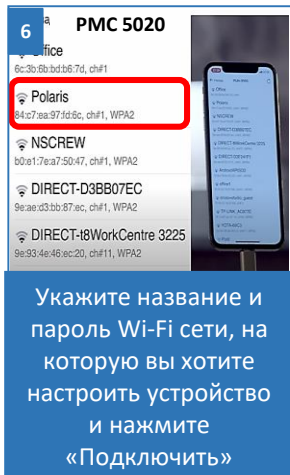 6
PMC 5020
Office
6c:3b:6b:bd:b6:7d, ch#1
Polaris
84:c7:ea:97:fd:6c, ch#1, WPA2
NSCREW
b0:e1:7e:a7:50:47, ch#1, WPA2
DIRECT-D3BB07EC
9e:ae:d3:bb:87:ec, ch#1, WPA2
DIRECT-t8WorkCentre 3225
9e:93:4e:46:ec:20, ch#11, WPA2
Укажите название и
пароль Wi-Fi сети, на
которую вы хотите
настроить устройство
и нажмите
«Подключить»